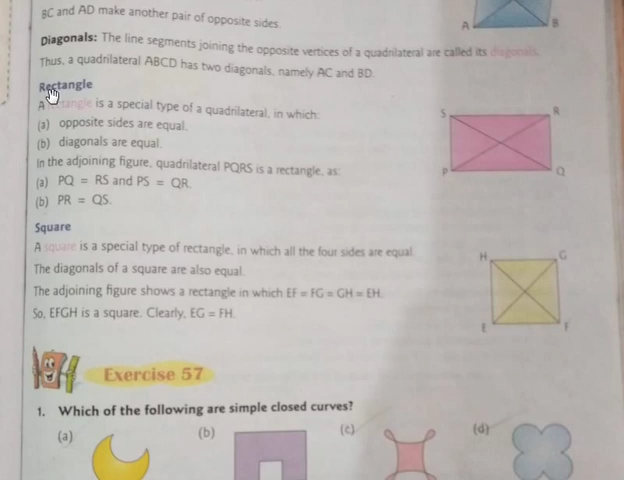 BC and AD make another pair of opposite sides.
A B
Diagonals: The line segments joining the opposite vertices of a quadrilateral are called its diagonals.
Thus, a quadrilateral ABCD has two diagonals, namely AC and BD.
Rectangle
A rectangle is a special type of a quadrilateral, in which:
(a) opposite sides are equal.
(b) diagonals are equal.
S R
In the adjoining figure, quadrilateral PQRS is a rectangle, as:
P Q
(a) PQ = RS and PS = QR.
(b) PR = QS.
Square
A square is a special type of rectangle, in which all the four sides are equal.
H G
The diagonals of a square are also equal.
The adjoining figure shows a rectangle in which EF = FG = GH = EH.
So, EFGH is a square. Clearly, EG = FH.
E F
Exercise 57
1. Which of the following are simple closed curves?
(a) (b) (c) (d)